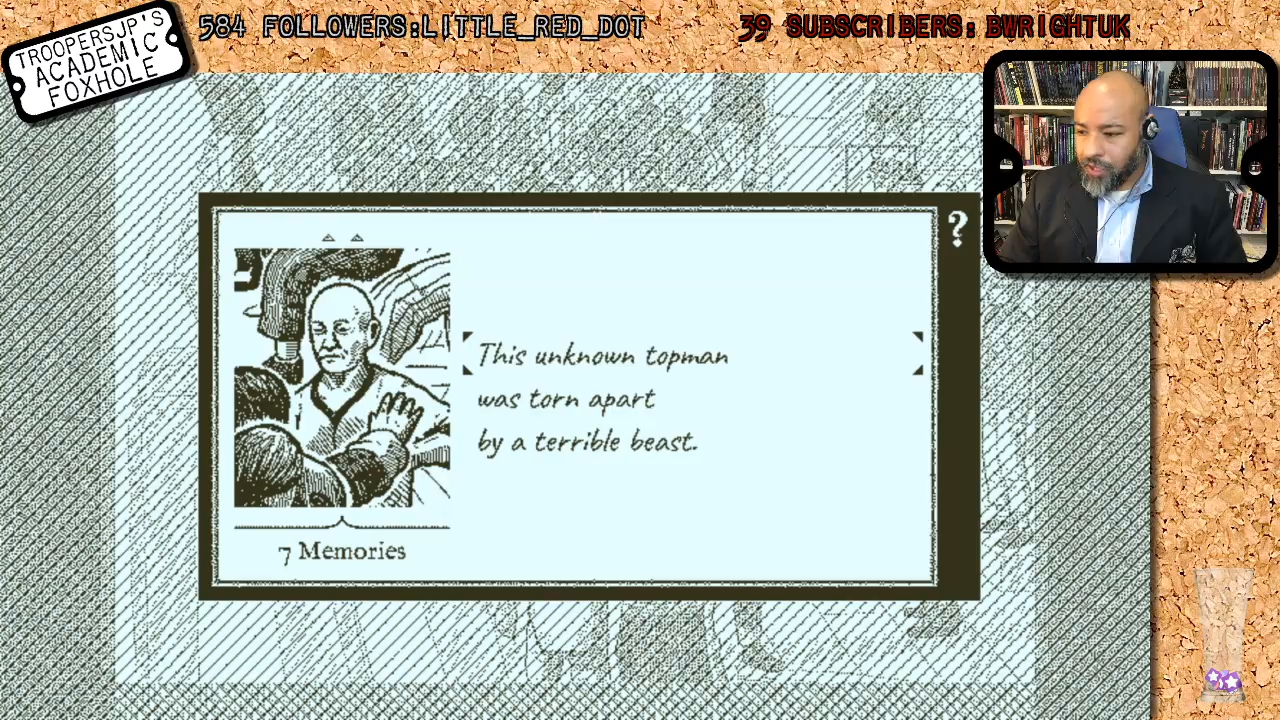 TROOPERSJP'S
ACADEMIC
FOXHOLE
584 FOLLOWERS:LITTLE_RED_DOT
39 SUBSCRIBERS: BWRIGHTUK
?
This unknown topman
was torn apart
by a terrible beast.
7 Memories